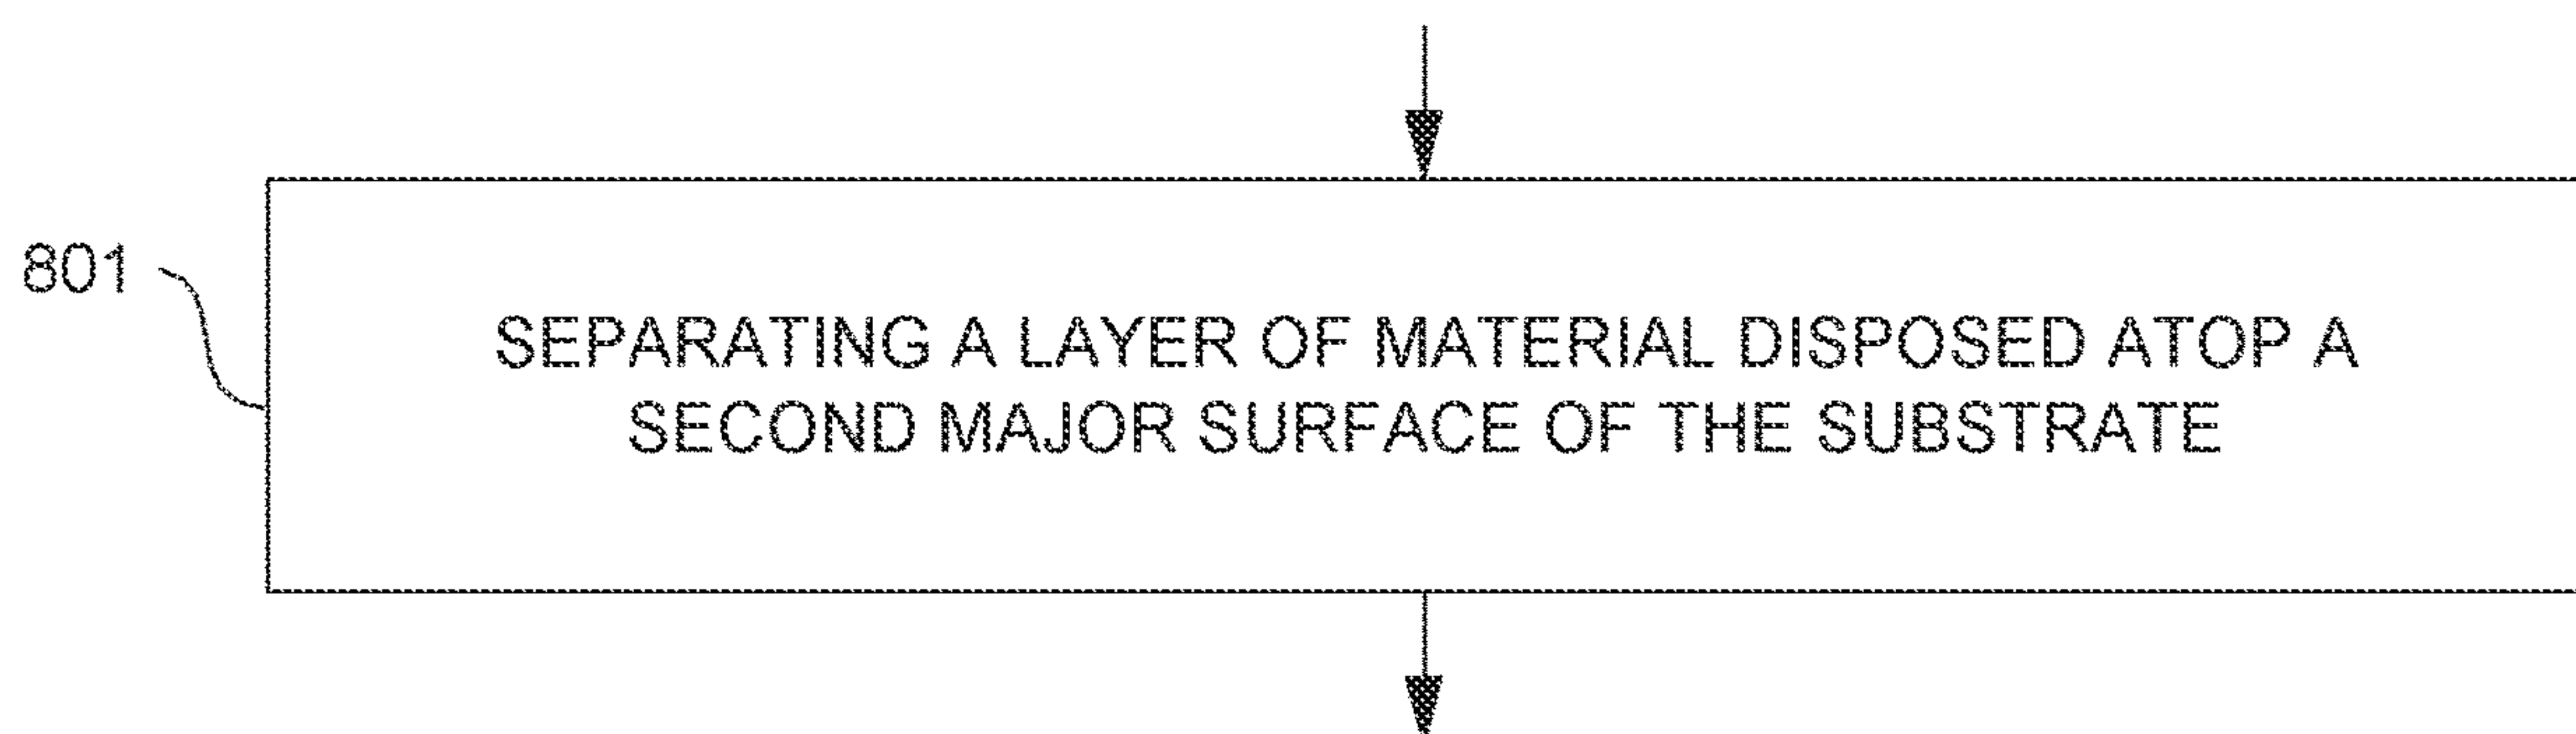 801
SEPARATING A LAYER OF MATERIAL DISPOSED ATOP A
SECOND MAJOR SURFACE OF THE SUBSTRATE